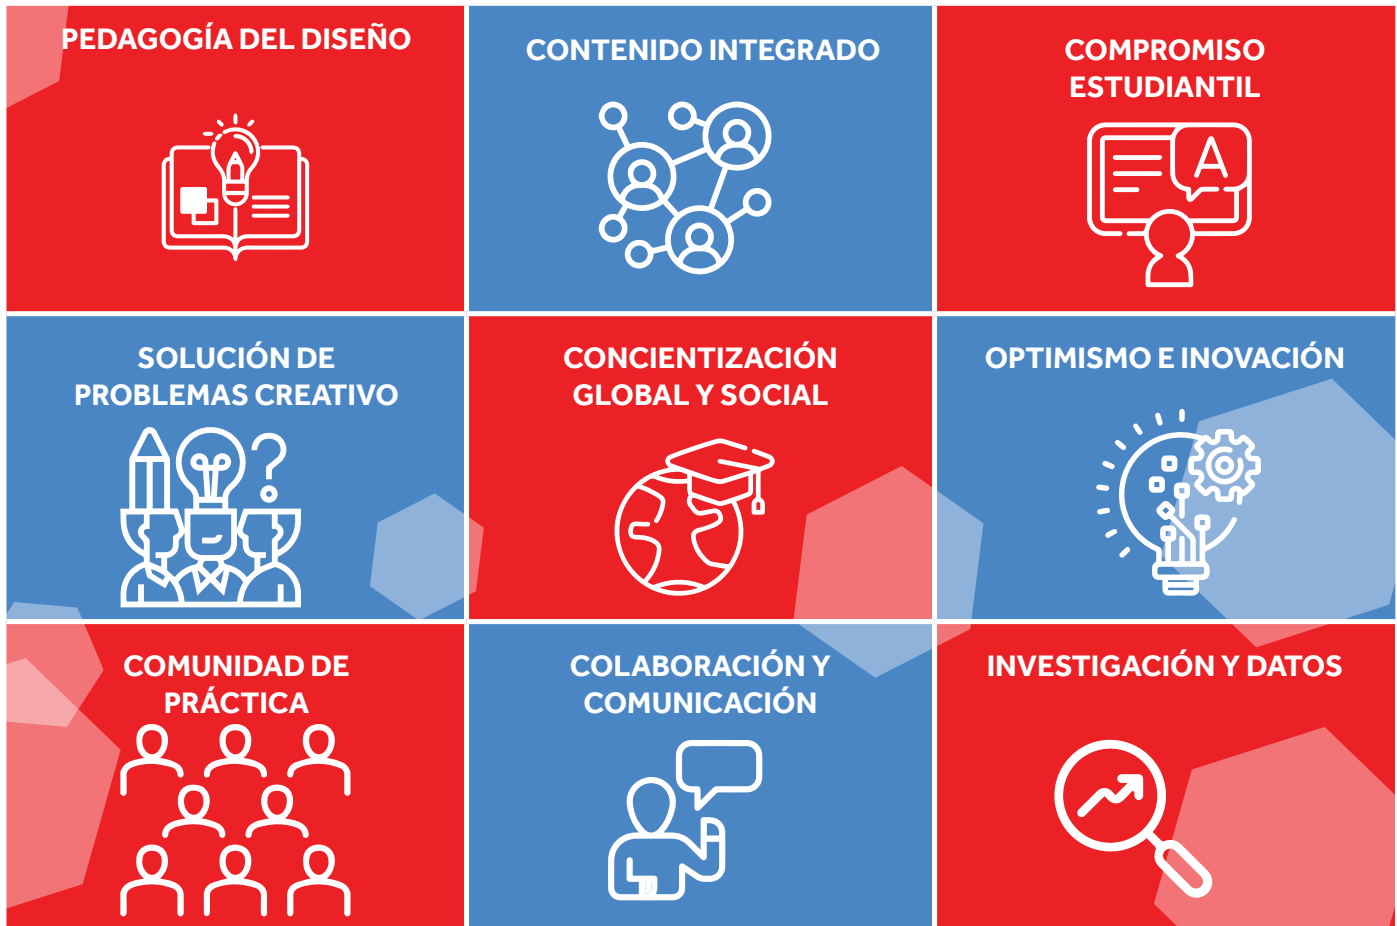 PEDAGOGÍA DEL DISEÑO
CONTENIDO INTEGRADO
COMPROMISO
ESTUDIANTIL
A
SOLUCIÓN DE
PROBLEMAS CREATIVO
?
CONCIENTIZACIÓN
GLOBAL Y SOCIAL
OPTIMISMO E INOVACIÓN
COMUNIDAD DE
PRÁCTICA
COLABORACIÓN Y
COMUNICACIÓN
INVESTIGACIÓN Y DATOS